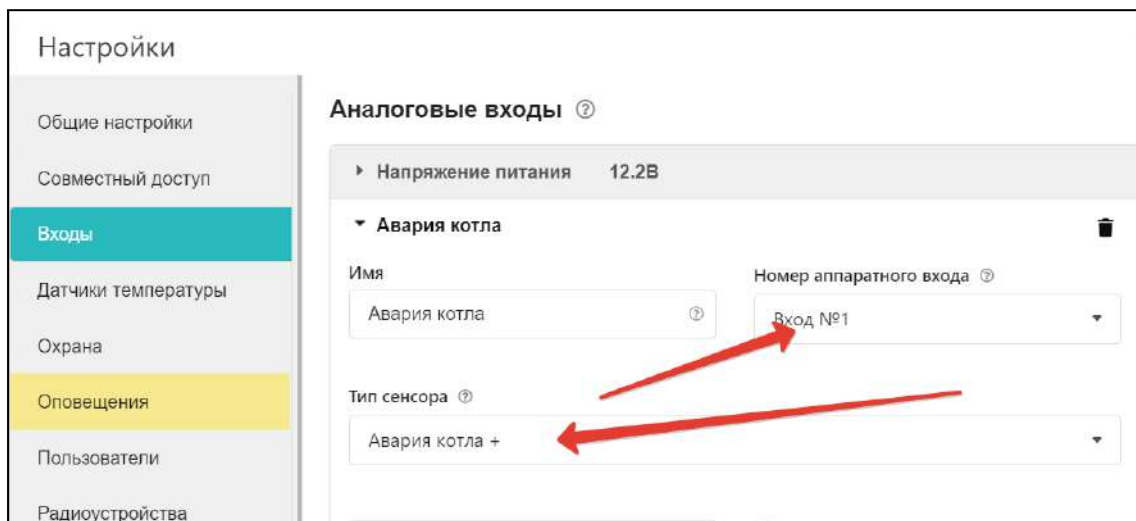 Настройки
Общие настройки
Совместный доступ
Входы
Датчики температуры
Охрана
Оповещения
Пользователи
Радиоустройства
Аналоговые входы ?
Напряжение питания 12.2В
Авария котла
Имя
Авария котла ?
Номер аппаратного входа ?
Вход №1
Тип сенсора ?
Авария котла +